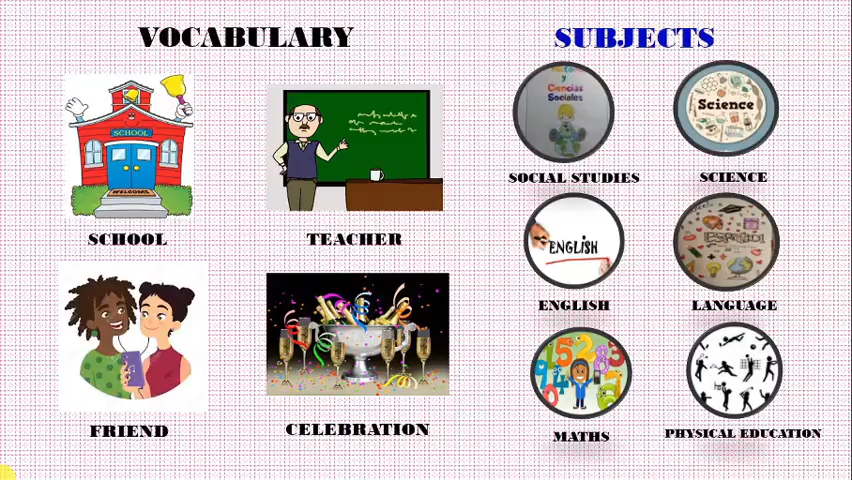 VOCABULARY
SCHOOL
WELCOME
SCHOOL
TEACHER
FRIEND
CELEBRATION
SUBJECTS
y
Ciencias
Sociales
SOCIAL STUDIES
Science
SCIENCE
ENGLISH
ENGLISH
ESPAÑOL
LANGUAGE
MATHS
PHYSICAL EDUCATION